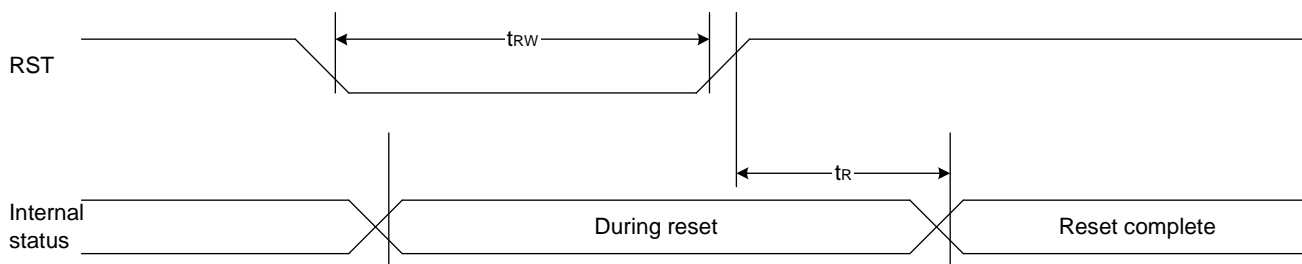 tRW
RST
tR
Internal
status
During reset
Reset complete